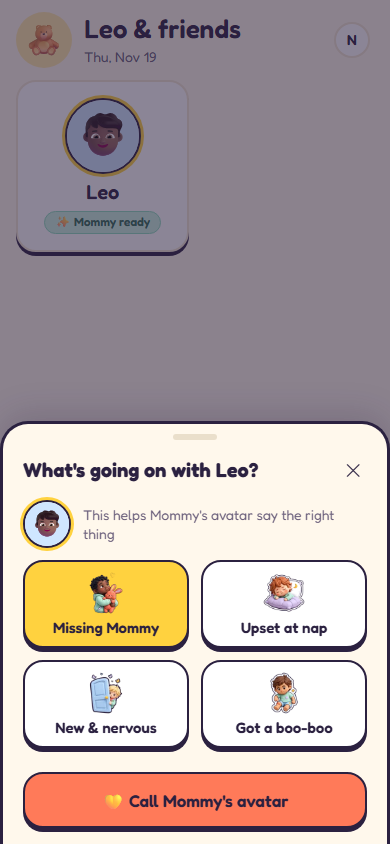 Leo & friends
Thu, Nov 19
N
Leo
✨ Mommy ready
What's going on with Leo?
This helps Mommy's avatar say the right
thing
Missing Mommy
Upset at nap
New & nervous
Got a boo-boo
💛 Call Mommy's avatar